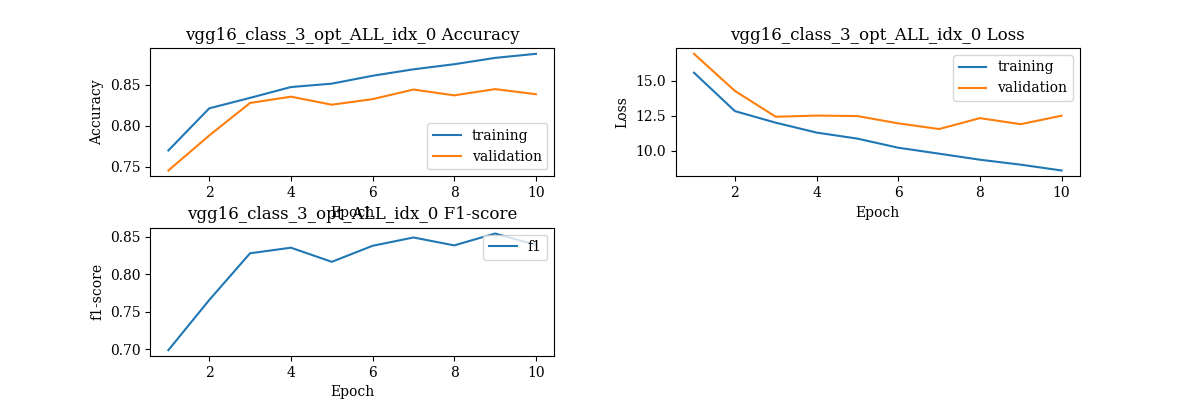 vgg16_class_3_opt_ALL_idx_0 Accuracy
Accuracy
0.85
0.80
0.75
training
validation
2 4 6 8 10
Epoch
vgg16_class_3_opt_ALL_idx_0 Loss
Loss
15.0
12.5
10.0
training
validation
2 4 6 8 10
Epoch
vgg16_class_3_opt_ALL_idx_0 F1-score
f1-score
0.85
0.80
0.75
0.70
f1
2 4 6 8 10
Epoch